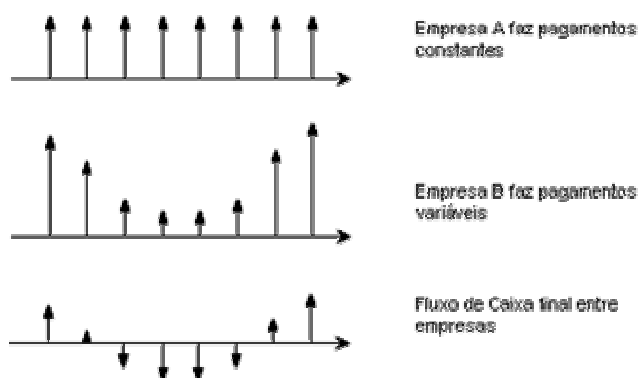 Empresa A faz pagamentos
constantes
Empresa B faz pagamentos
variáveis
Fluxo de Caixa final entre
empresas